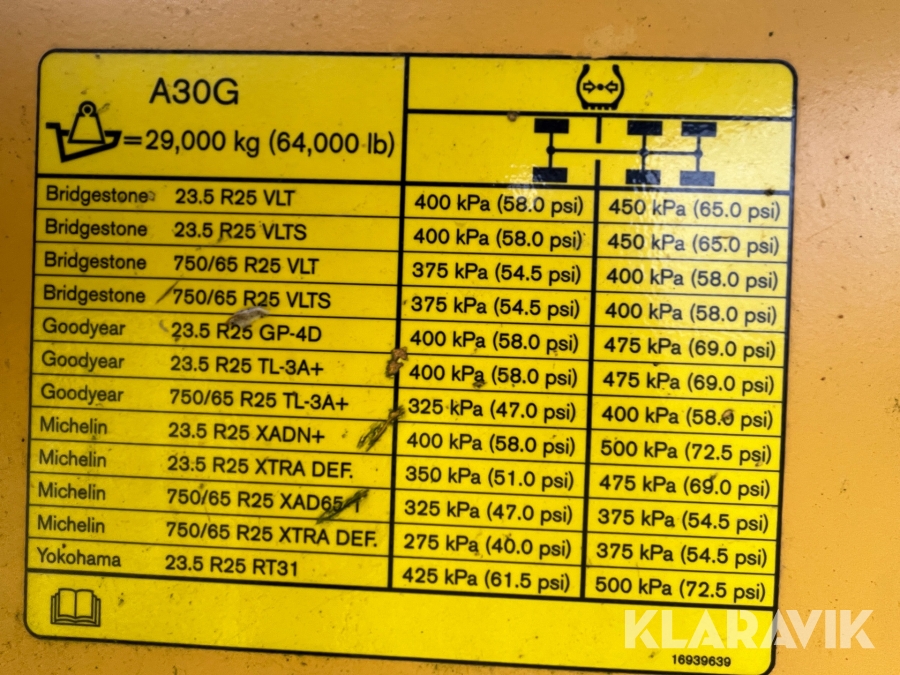 A30G
=29,000 kg (64,000 lb)
Bridgestone 23.5 R25 VLT 400 kPa (58.0 psi) 450 kPa (65.0 psi)
Bridgestone 23.5 R25 VLTS 400 kPa (58.0 psi) 450 kPa (65.0 psi)
Bridgestone 750/65 R25 VLT 375 kPa (54.5 psi) 400 kPa (58.0 psi)
Bridgestone 750/65 R25 VLTS 375 kPa (54.5 psi) 400 kPa (58.0 psi)
Goodyear 23.5 R25 GP-4D 400 kPa (58.0 psi) 475 kPa (69.0 psi)
Goodyear 23.5 R25 TL-3A+ 400 kPa (58.0 psi) 475 kPa (69.0 psi)
Goodyear 750/65 R25 TL-3A+ 325 kPa (47.0 psi) 400 kPa (58.0 psi)
Michelin 23.5 R25 XADN+ 400 kPa (58.0 psi) 500 kPa (72.5 psi)
Michelin 23.5 R25 XTRA DEF. 350 kPa (51.0 psi) 475 kPa (69.0 psi)
Michelin 750/65 R25 XAD65-1 325 kPa (47.0 psi) 375 kPa (54.5 psi)
Michelin 750/65 R25 XTRA DEF. 275 kPa (40.0 psi) 375 kPa (54.5 psi)
Yokohama 23.5 R25 RT31 425 kPa (61.5 psi) 500 kPa (72.5 psi)
KLARAVIK
16939639